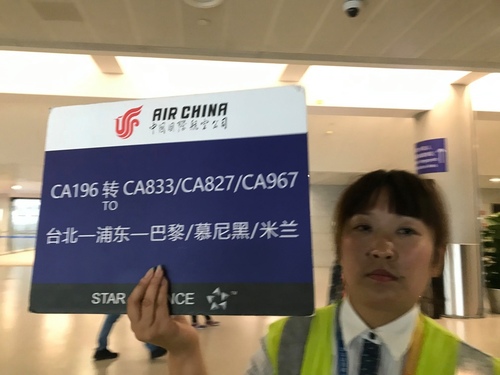 AIR CHINA
中国国际航空公司
CA196 转 CA833/CA827/CA967
TO
台北—浦东—巴黎/慕尼黑/米兰
STAR NCE